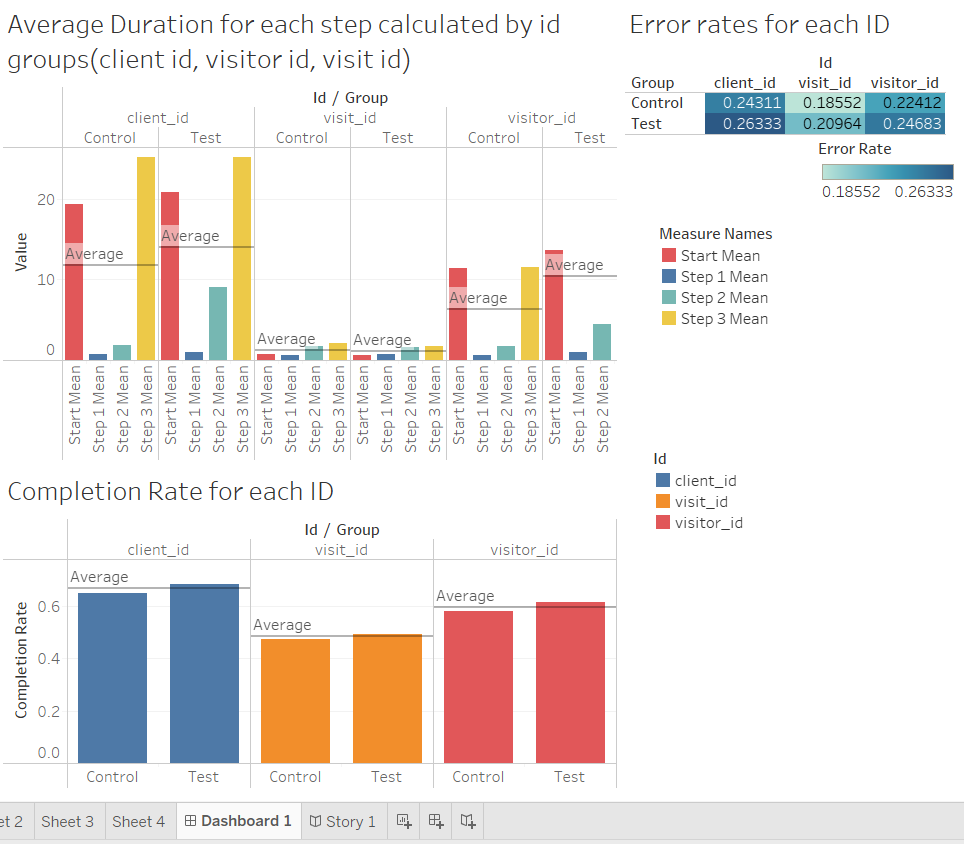 Average Duration for each step calculated by id
groups(client id, visitor id, visit id)
Id / Group
client_id visit_id visitor_id
Control Test Control Test Control Test
Value
20
10
0
Average
Average
Average
Average
Average
Average
Start Mean
Step 1 Mean
Step 2 Mean
Step 3 Mean
Start Mean
Step 1 Mean
Step 2 Mean
Step 3 Mean
Start Mean
Step 1 Mean
Step 2 Mean
Step 3 Mean
Start Mean
Step 1 Mean
Step 2 Mean
Step 3 Mean
Start Mean
Step 1 Mean
Step 2 Mean
Step 3 Mean
Start Mean
Step 1 Mean
Step 2 Mean
Error rates for each ID
Id
Group client_id visit_id visitor_id
Control 0.24311 0.18552 0.22412
Test 0.26333 0.20964 0.24683
Error Rate
0.18552 0.26333
Measure Names
Start Mean
Step 1 Mean
Step 2 Mean
Step 3 Mean
Id
client_id
visit_id
visitor_id
Completion Rate for each ID
Id / Group
client_id visit_id visitor_id
Completion Rate
0.6
0.4
0.2
0.0
Average
Average
Average
Control Test Control Test Control Test
et 2 Sheet 3 Sheet 4 Dashboard 1 Story 1